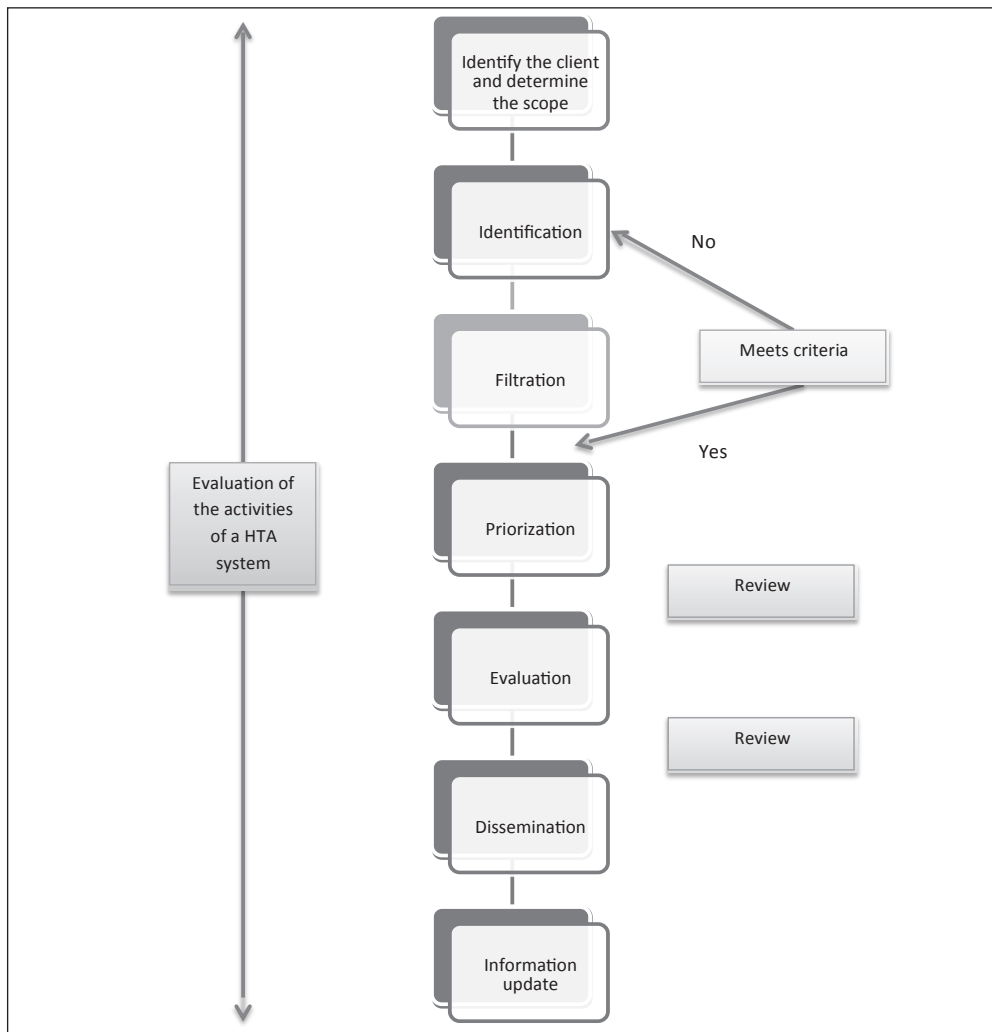 Identify the client
and determine
the scope
Identification
No
Meets criteria
Filtration
Yes
Evaluation of
the activities
of a HTA
system
Priorization
Review
Evaluation
Review
Dissemination
Information
update